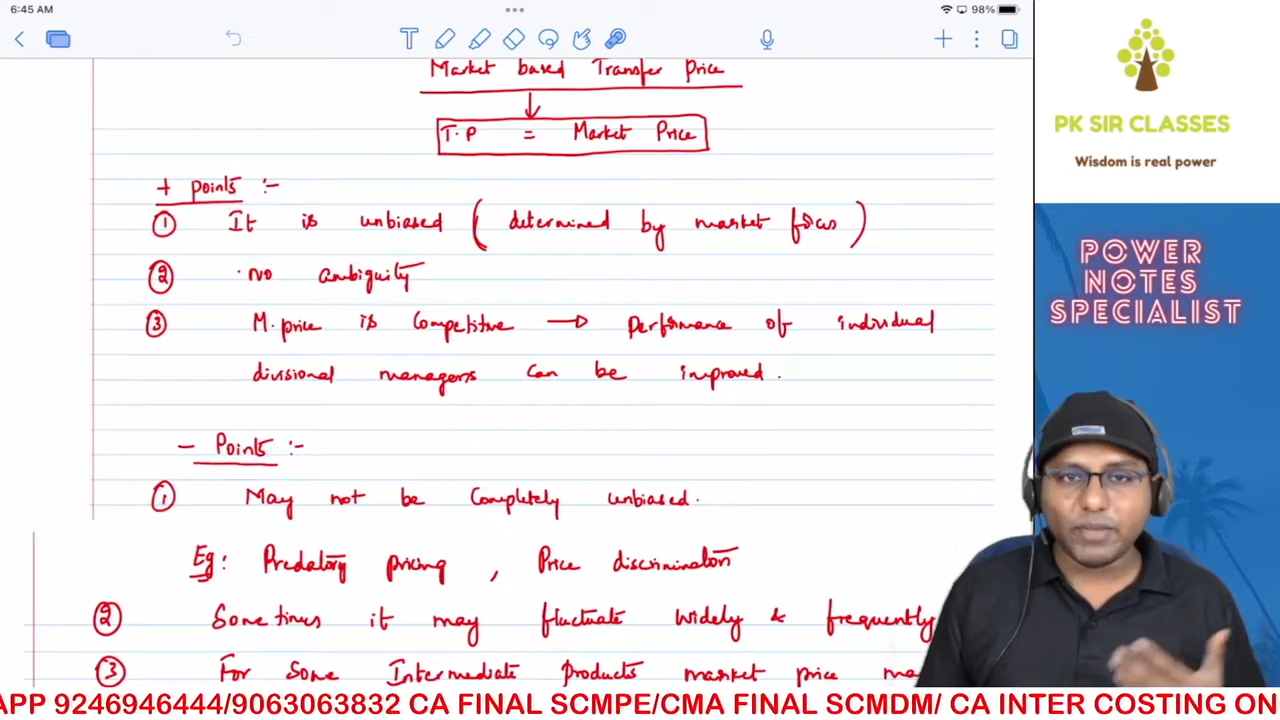 6:45 AM
98%
Market based Transfer Price
T.P = Market Price
+ points :-
① It is unbiased ( determined by market focus )
② no ambiguity
③ M. price is Competitive → Performance of individual
divisional managers can be improved.
- Points :-
① May not be Completely unbiased.
Eg: Predatory pricing , Price discrimination
② Sometimes it may fluctuate widely & frequently
③ For Some Intermediate Products market price ma
PK SIR CLASSES
Wisdom is real power
POWER
NOTES
SPECIALIST
APP 9246946444/9063063832 CA FINAL SCMPE/CMA FINAL SCMDM/ CA INTER COSTING ON